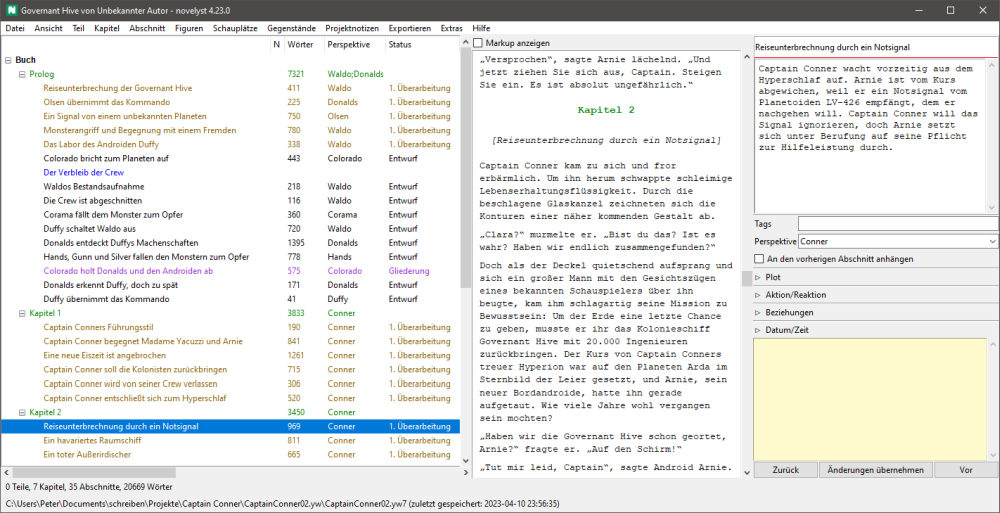 Governant Hive von Unbekannter Autor - novelyst 4.23.0
Datei Ansicht Teil Kapitel Abschnitt Figuren Schauplätze Gegenstände Projektnotizen Exportieren Extras Hilfe
N Wörter Perspektive Status
Buch
Prolog 7321 Waldo;Donalds
Reiseunterbrechung der Governant Hive 411 Waldo 1. Überarbeitung
Olsen übernimmt das Kommando 225 Donalds 1. Überarbeitung
Ein Signal von einem unbekannten Planeten 750 Olsen 1. Überarbeitung
Monsterangriff und Begegnung mit einem Fremden 780 Waldo 1. Überarbeitung
Das Labor des Androiden Duffy 338 Waldo 1. Überarbeitung
Colorado bricht zum Planeten auf 443 Colorado Entwurf
Der Verbleib der Crew
Waldos Bestandsaufnahme 218 Waldo Entwurf
Die Crew ist abgeschnitten 116 Waldo Entwurf
Corama fällt dem Monster zum Opfer 360 Corama Entwurf
Duffy schaltet Waldo aus 720 Waldo Entwurf
Donalds entdeckt Duffys Machenschaften 1395 Donalds Entwurf
Hands, Gunn und Silver fallen den Monstern zum Opfer 778 Hands Entwurf
Colorado holt Donalds und den Androiden ab 575 Colorado Gliederung
Donalds erkennt Duffy, doch zu spät 171 Donalds Entwurf
Duffy übernimmt das Kommando 41 Duffy Entwurf
Kapitel 1 3833 Conner
Captain Conners Führungsstil 190 Conner 1. Überarbeitung
Captain Conner begegnet Madame Yacuzzi und Arnie 841 Conner 1. Überarbeitung
Eine neue Eiszeit ist angebrochen 1261 Conner 1. Überarbeitung
Captain Conner soll die Kolonisten zurückbringen 715 Conner 1. Überarbeitung
Captain Conner wird von seiner Crew verlassen 306 Conner 1. Überarbeitung
Captain Conner entschließt sich zum Hyperschlaf 520 Conner 1. Überarbeitung
Kapitel 2 3450 Conner
Reiseunterbrechung durch ein Notsignal 969 Conner 1. Überarbeitung
Ein havariertes Raumschiff 811 Conner 1. Überarbeitung
Ein toter Außerirdischer 665 Conner 1. Überarbeitung
Markup anzeigen
„Versprochen“, sagte Arnie lächelnd. „Und
jetzt ziehen Sie sich aus, Captain. Steigen
Sie ein. Es ist absolut ungefährlich.“
Kapitel 2
[Reiseunterbrechung durch ein Notsignal]
Captain Conner kam zu sich und fror
erbärmlich. Um ihn herum schwappte schleimige
Lebenserhaltungsflüssigkeit. Durch die
beschlagene Glaskanzel zeichneten sich die
Konturen einer näher kommenden Gestalt ab.
„Clara?“ murmelte er. „Bist du das? Ist es
wahr? Haben wir endlich zusammengefunden?“
Doch als der Deckel quietschend aufsprang und
sich ein großer Mann mit den Gesichtszügen
eines bekannten Schauspielers über ihn
beugte, kam ihm schlagartig seine Mission zu
Bewusstsein: Um der Erde eine letzte Chance
zu geben, musste er ihr das Kolonieschiff
Governant Hive mit 20.000 Ingenieuren
zurückbringen. Der Kurs von Captain Conners
treuer Hyperion war auf den Planeten Arda im
Sternbild der Leier gesetzt, und Arnie, sein
neuer Bordandroide, hatte ihn gerade
aufgetaut. Wie viele Jahre wohl vergangen
sein mochten?
„Haben wir die Governant Hive schon geortet,
Arnie?“ fragte er. „Auf den Schirm!“
„Tut mir leid, Captain“, sagte Android Arnie.
Reiseunterbrechung durch ein Notsignal
Captain Conner wacht vorzeitig aus dem
Hyperschlaf auf. Arnie ist vom Kurs
abgewichen, weil er ein Notsignal vom
Planetoiden LV-426 empfängt, dem er
nachgehen will. Captain Conner will das
Signal ignorieren, doch Arnie setzt
sich unter Berufung auf seine Pflicht
zur Hilfeleistung durch.
Tags
Perspektive Conner
An den vorherigen Abschnitt anhängen
Plot
Aktion/Reaktion
Beziehungen
Datum/Zeit
Zurück Änderungen übernehmen Vor
0 Teile, 7 Kapitel, 35 Abschnitte, 20669 Wörter
C:\Users\Peter\Documents\schreiben\Projekte\Captain Conner\CaptainConner02.yw\CaptainConner02.yw7 (zuletzt gespeichert: 2023-04-10 23:56:35)